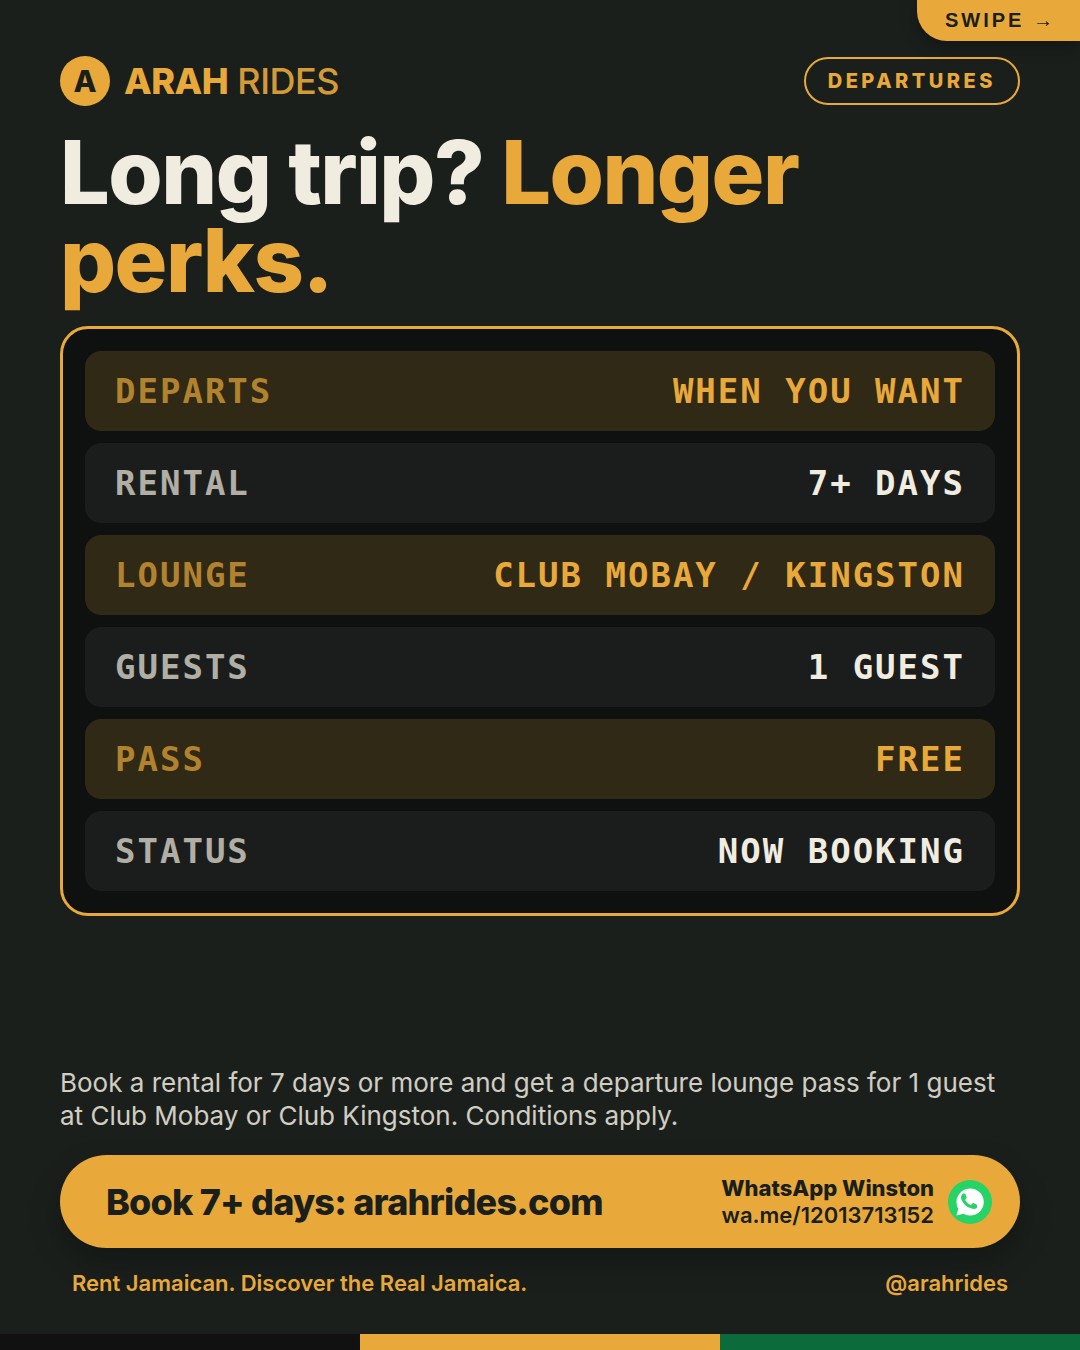 SWIPE →
A ARAH RIDES
DEPARTURES
Long trip? Longer
perks.
DEPARTS WHEN YOU WANT
RENTAL 7+ DAYS
LOUNGE CLUB MOBAY / KINGSTON
GUESTS 1 GUEST
PASS FREE
STATUS NOW BOOKING
Book a rental for 7 days or more and get a departure lounge pass for 1 guest
at Club Mobay or Club Kingston. Conditions apply.
Book 7+ days: arahrides.com
WhatsApp Winston
wa.me/12013713152
Rent Jamaican. Discover the Real Jamaica.
@arahrides